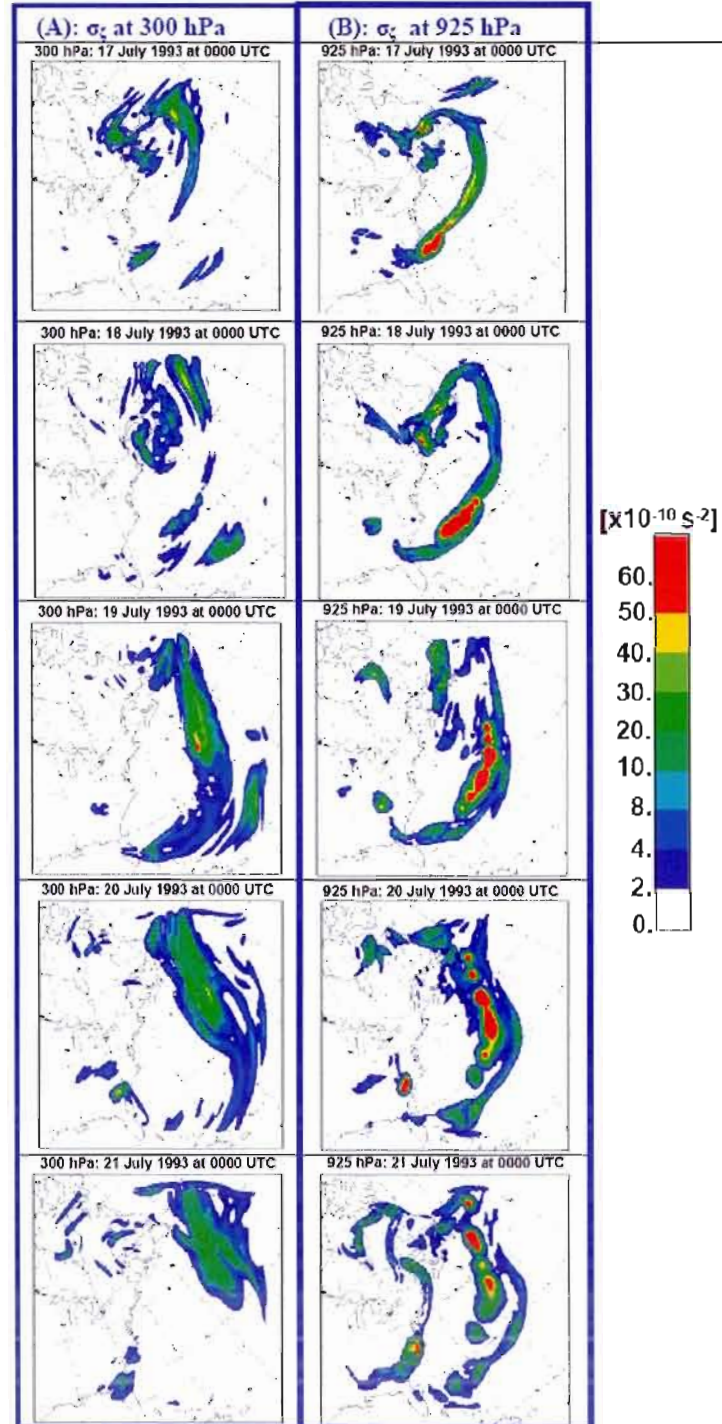 (A): σζ at 300 hPa
(B): σζ at 925 hPa
300 hPa: 17 July 1993 at 0000 UTC
925 hPa: 17 July 1993 at 0000 UTC
300 hPa: 18 July 1993 at 0000 UTC
925 hPa: 18 July 1993 at 0000 UTC
300 hPa: 19 July 1993 at 0000 UTC
925 hPa: 19 July 1993 at 0000 UTC
300 hPa: 20 July 1993 at 0000 UTC
925 hPa: 20 July 1993 at 0000 UTC
300 hPa: 21 July 1993 at 0000 UTC
925 hPa: 21 July 1993 at 0000 UTC
[x10-10 s-2]
60.
50.
40.
30.
20.
10.
8.
4.
2.
0.